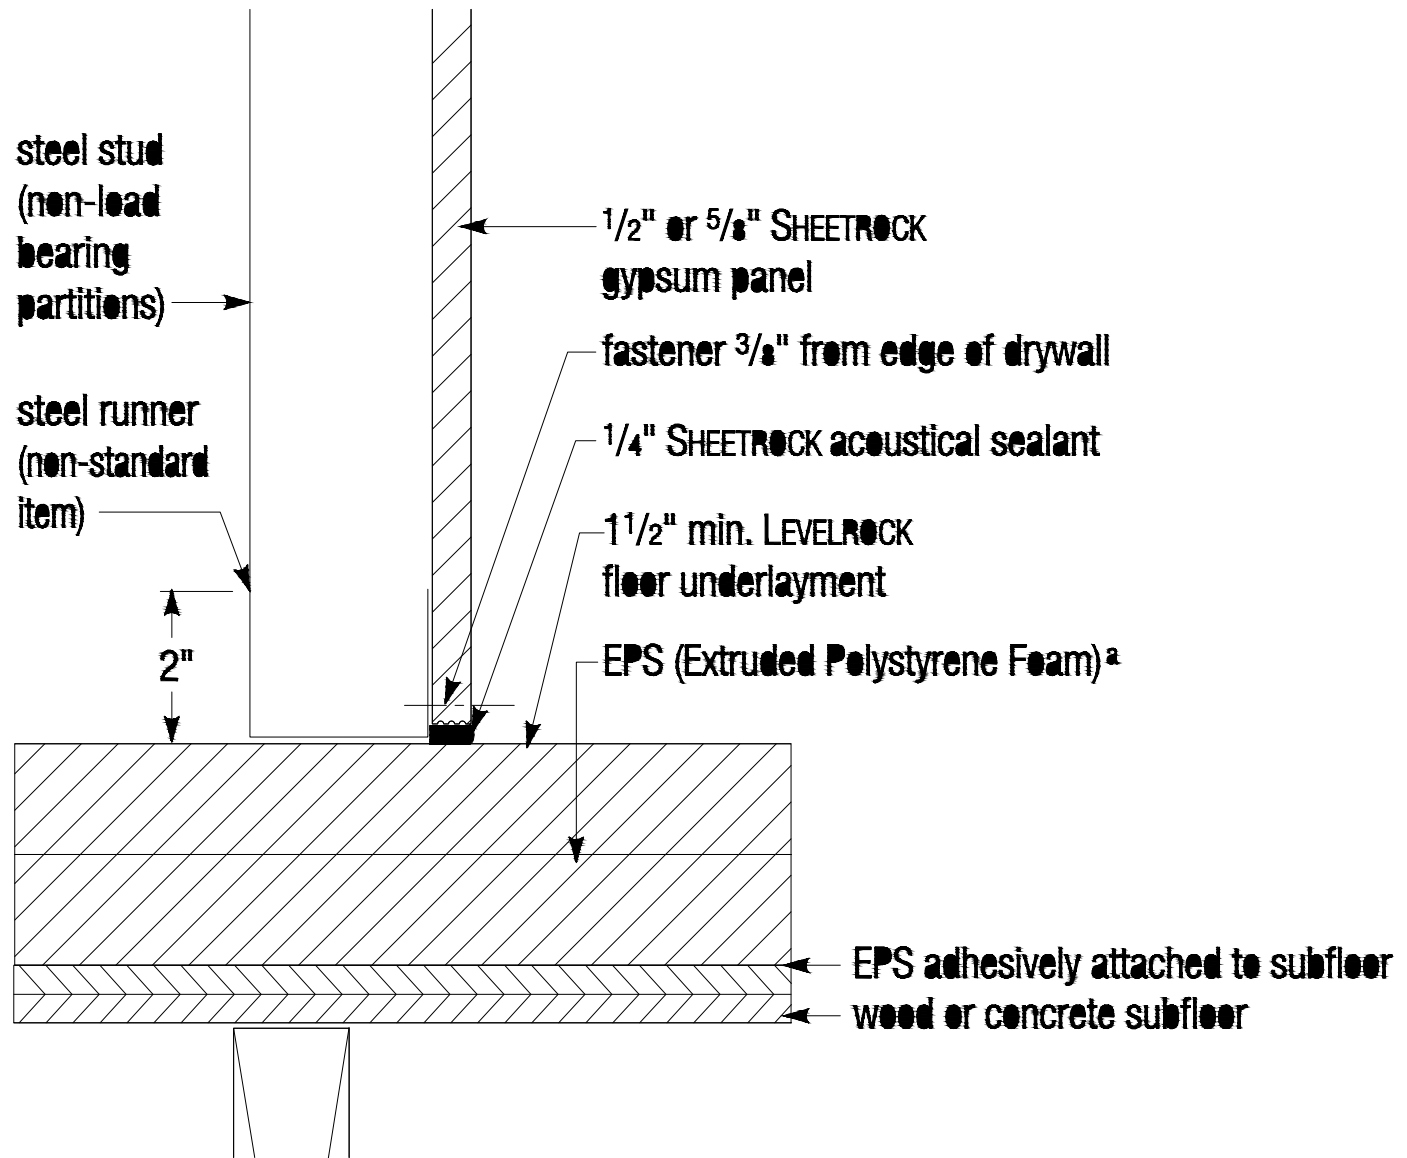 steel stud
(non-load
bearing
partitions)
1/2" or 5/8" SHEETROCK
gypsum panel
fastener 3/8" from edge of drywall
steel runner
(non-standard
item)
1/4" SHEETROCK acoustical sealant
1 1/2" min. LEVELROCK
floor underlayment
2"
EPS (Extruded Polystyrene Foam) a
EPS adhesively attached to subfloor
wood or concrete subfloor